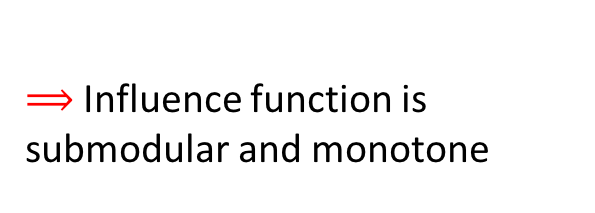 ⟹ Influence function is
submodular and monotone